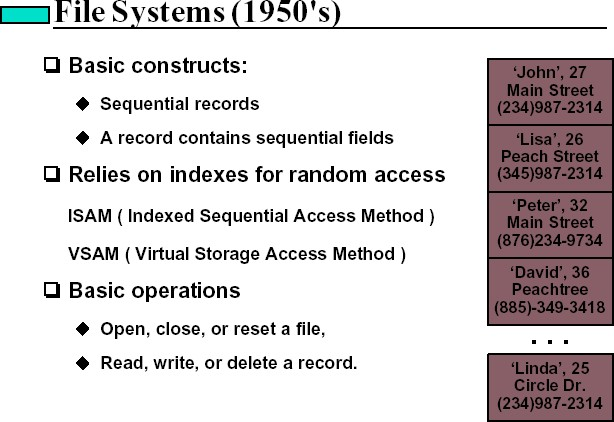 File Systems (1950's)
Basic constructs:
Sequential records
A record contains sequential fields
Relies on indexes for random access
ISAM ( Indexed Sequential Access Method )
VSAM ( Virtual Storage Access Method )
Basic operations
Open, close, or reset a file,
Read, write, or delete a record.
‘John’, 27
Main Street
(234)987-2314
‘Lisa’, 26
Peach Street
(345)987-2314
‘Peter’, 32
Main Street
(876)234-9734
‘David’, 36
Peachtree
(885)-349-3418
. . .
‘Linda’, 25
Circle Dr.
(234)987-2314